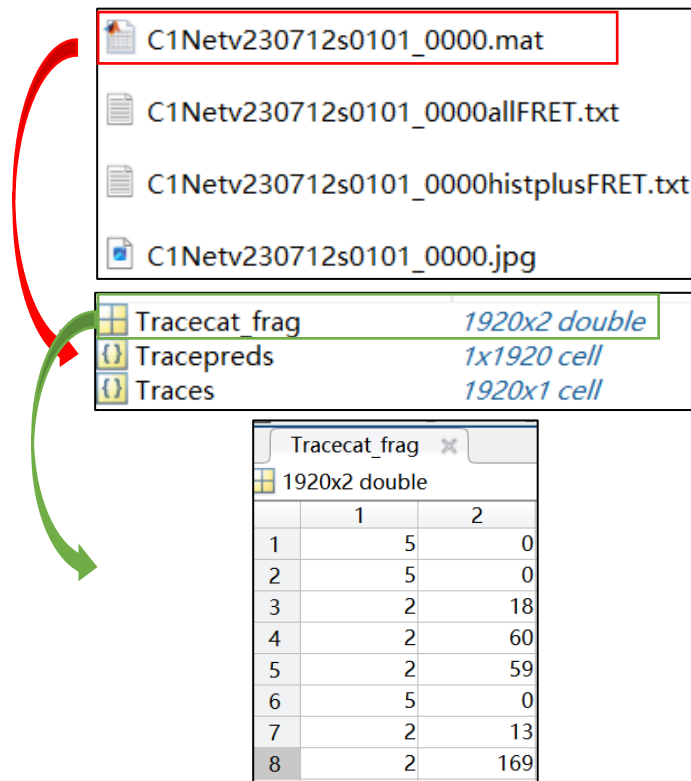 C1Netv230712s0101_0000.mat
C1Netv230712s0101_0000allFRET.txt
C1Netv230712s0101_0000histplusFRET.txt
C1Netv230712s0101_0000.jpg
Tracecat_frag 1920x2 double
{} Tracepreds 1x1920 cell
{} Traces 1920x1 cell
Tracecat_frag
1920x2 double
1 2
1 5 0
2 5 0
3 2 18
4 2 60
5 2 59
6 5 0
7 2 13
8 2 169